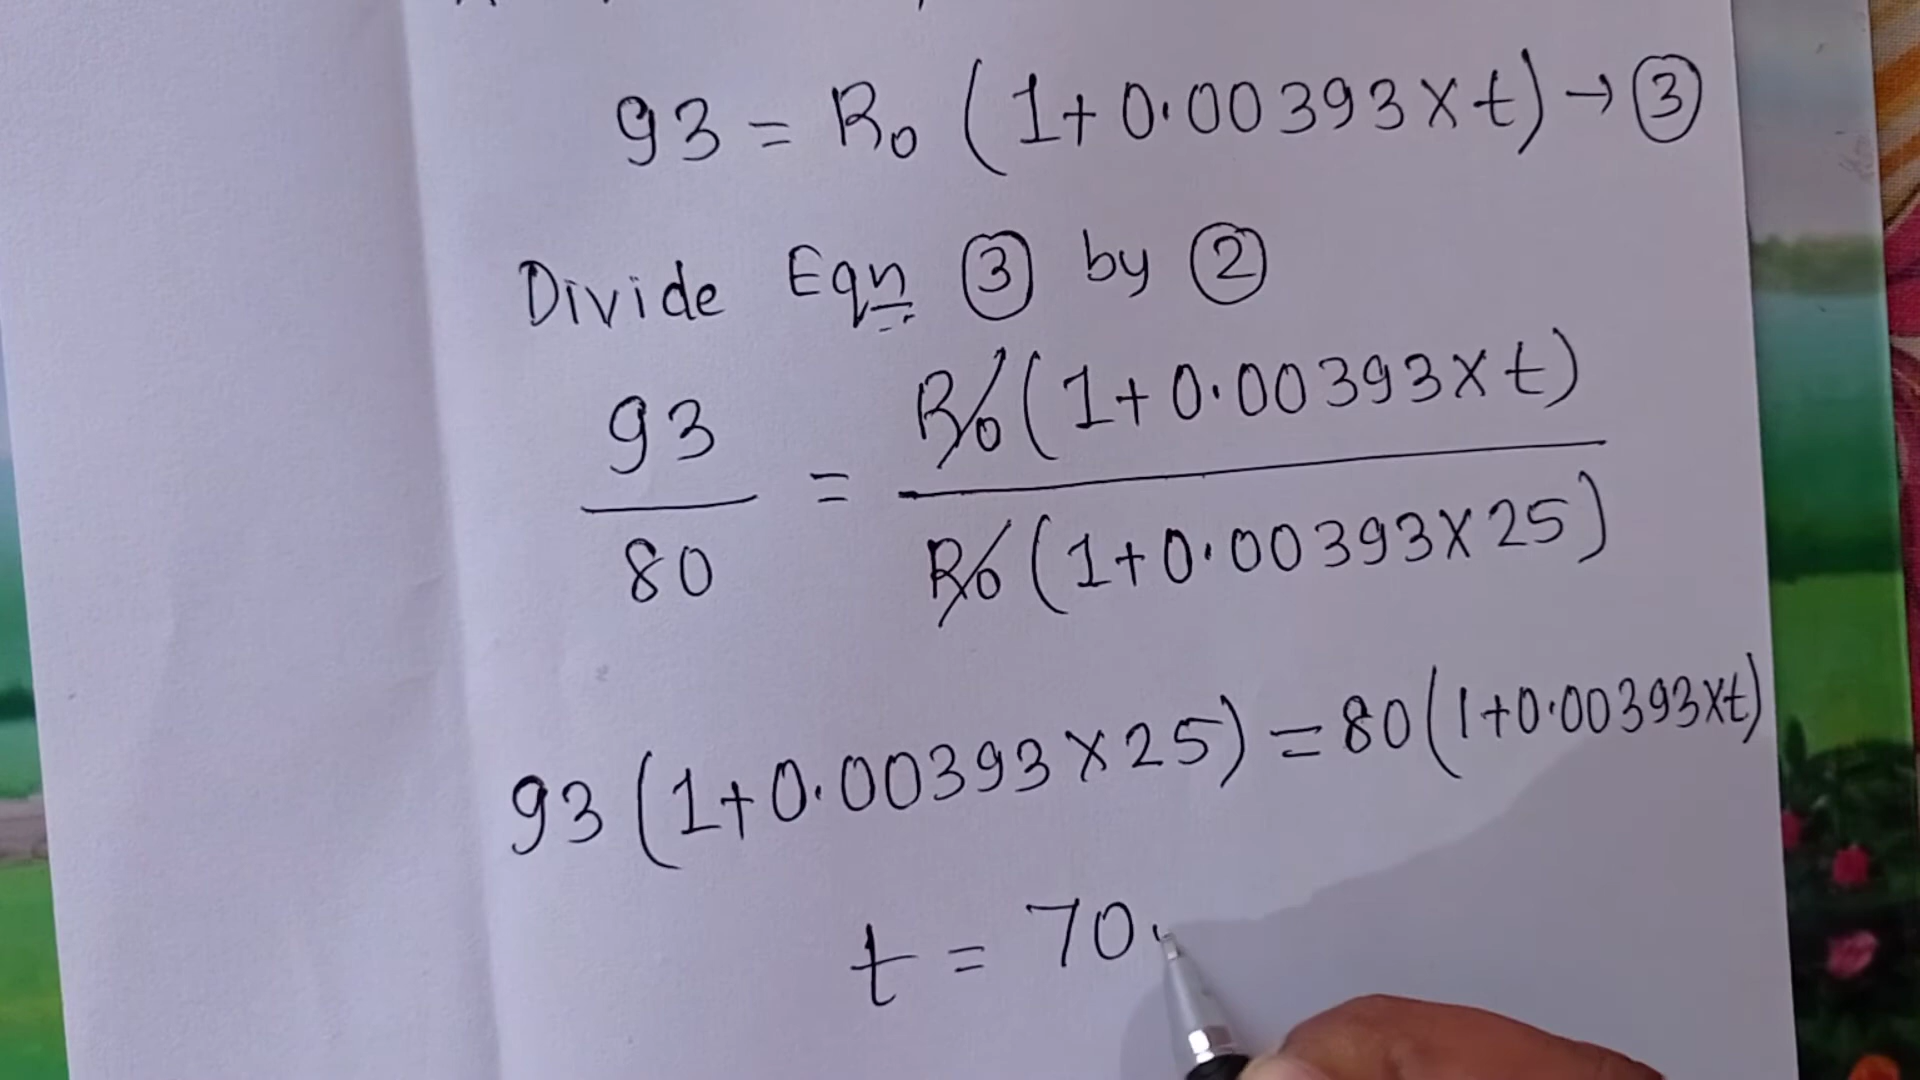 93 = R₀ (1+0.00393×t) → ③
Divide Eqn ③ by ②
93/80 = R₀(1+0.00393×t)/R₀(1+0.00393×25)
93(1+0.00393×25) = 80(1+0.00393×t)
t = 70.